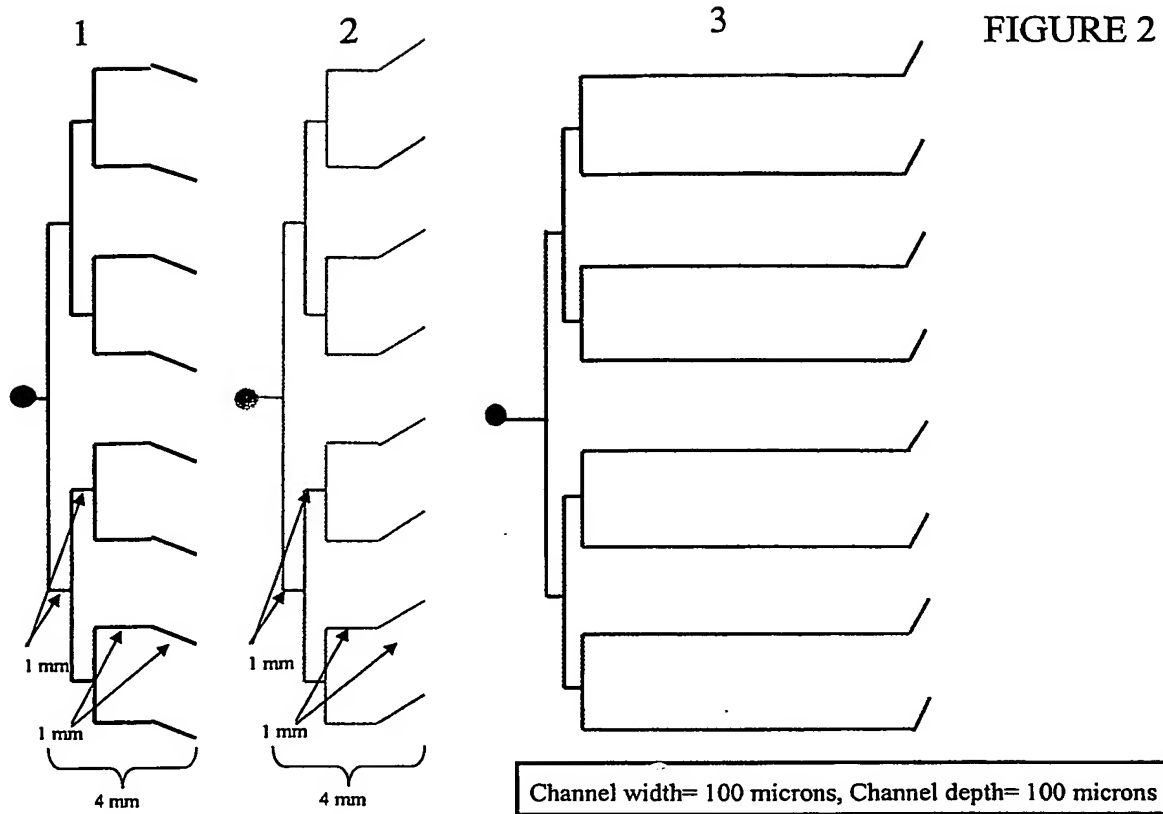 1
2
3
FIGURE 2
1 mm
1 mm
1 mm
1 mm
4 mm
4 mm
Channel width= 100 microns, Channel depth= 100 microns